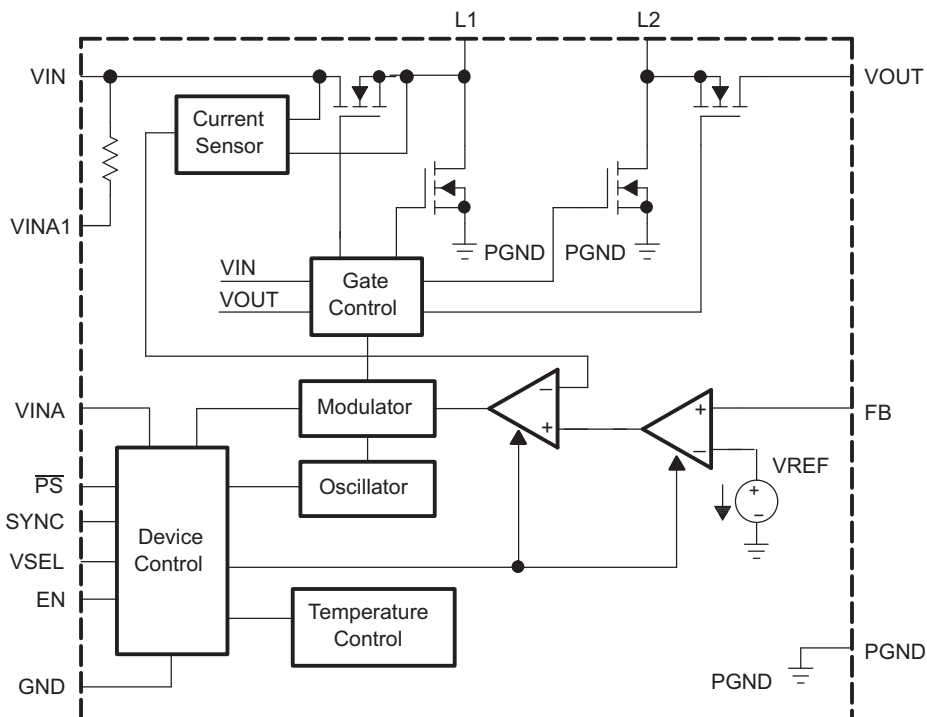 L1
L2
VIN
VOUT
Current
Sensor
VINA1
PGND
PGND
VIN
VOUT
Gate
Control
VINA
Modulator
−
+
+
−
FB
VREF
+
−
PS
SYNC
VSEL
EN
Oscillator
Device
Control
Temperature
Control
GND
PGND
PGND